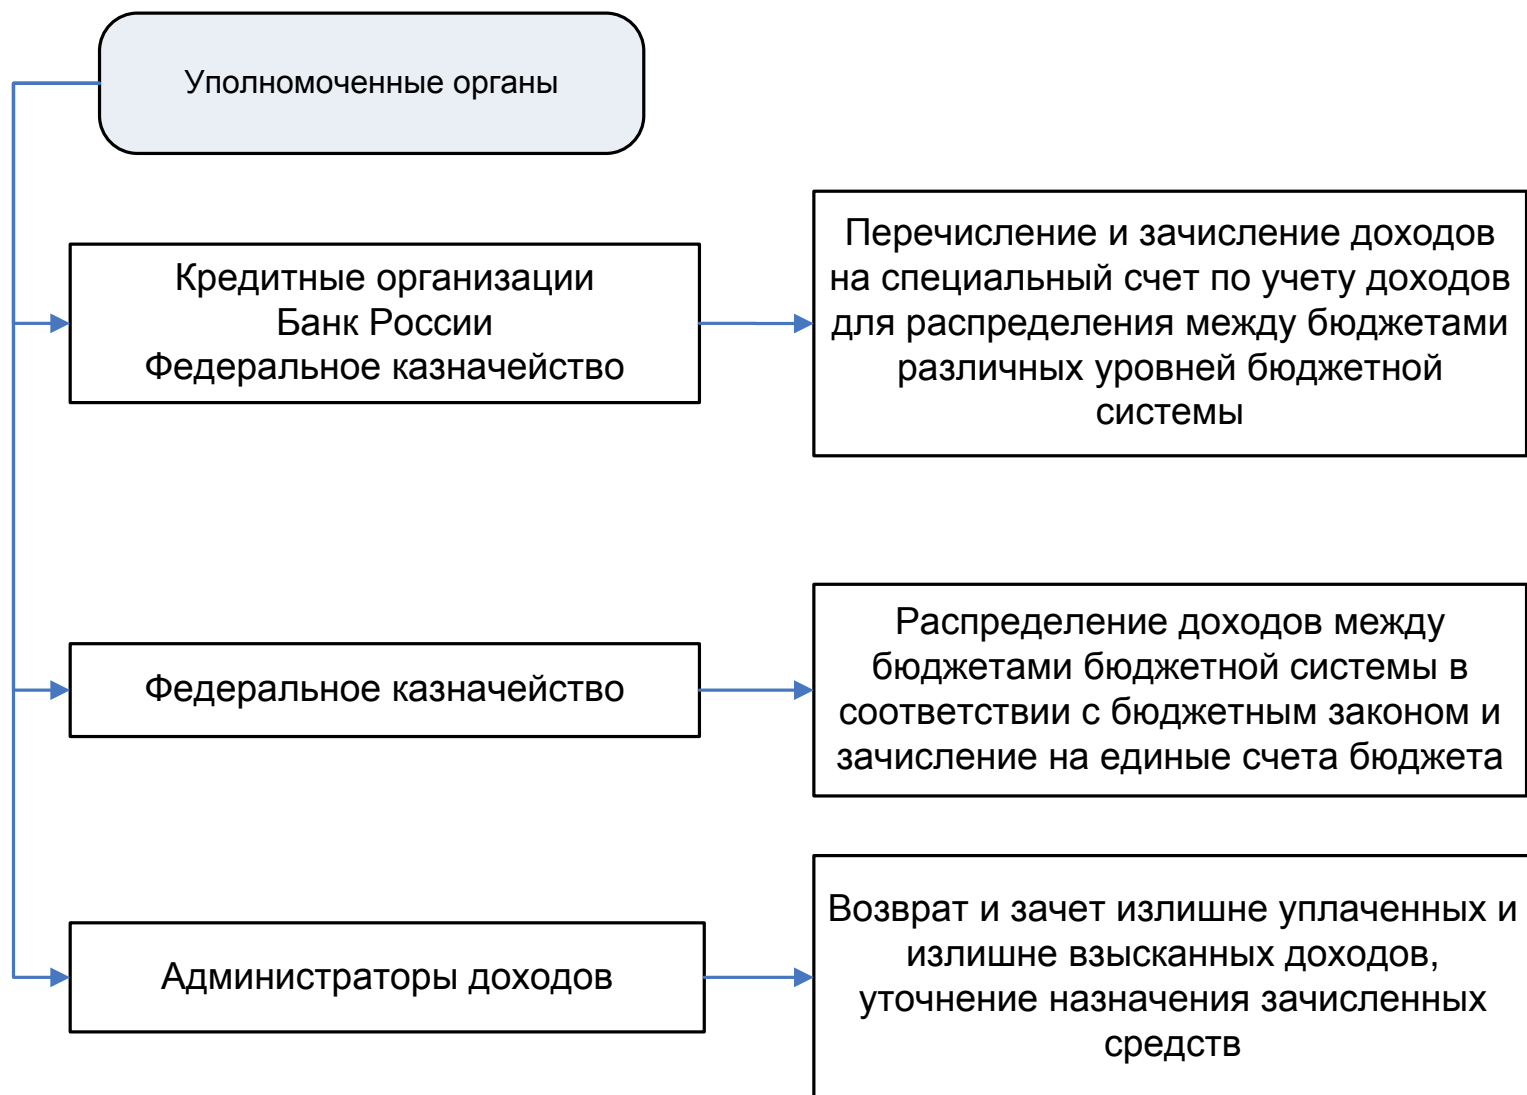 Уполномоченные органы
Кредитные организации
Банк России
Федеральное казначейство
Перечисление и зачисление доходов
на специальный счет по учету доходов
для распределения между бюджетами
различных уровней бюджетной
системы
Федеральное казначейство
Распределение доходов между
бюджетами бюджетной системы в
соответствии с бюджетным законом и
зачисление на единые счета бюджета
Администраторы доходов
Возврат и зачет излишне уплаченных и
излишне взысканных доходов,
уточнение назначения зачисленных
средств